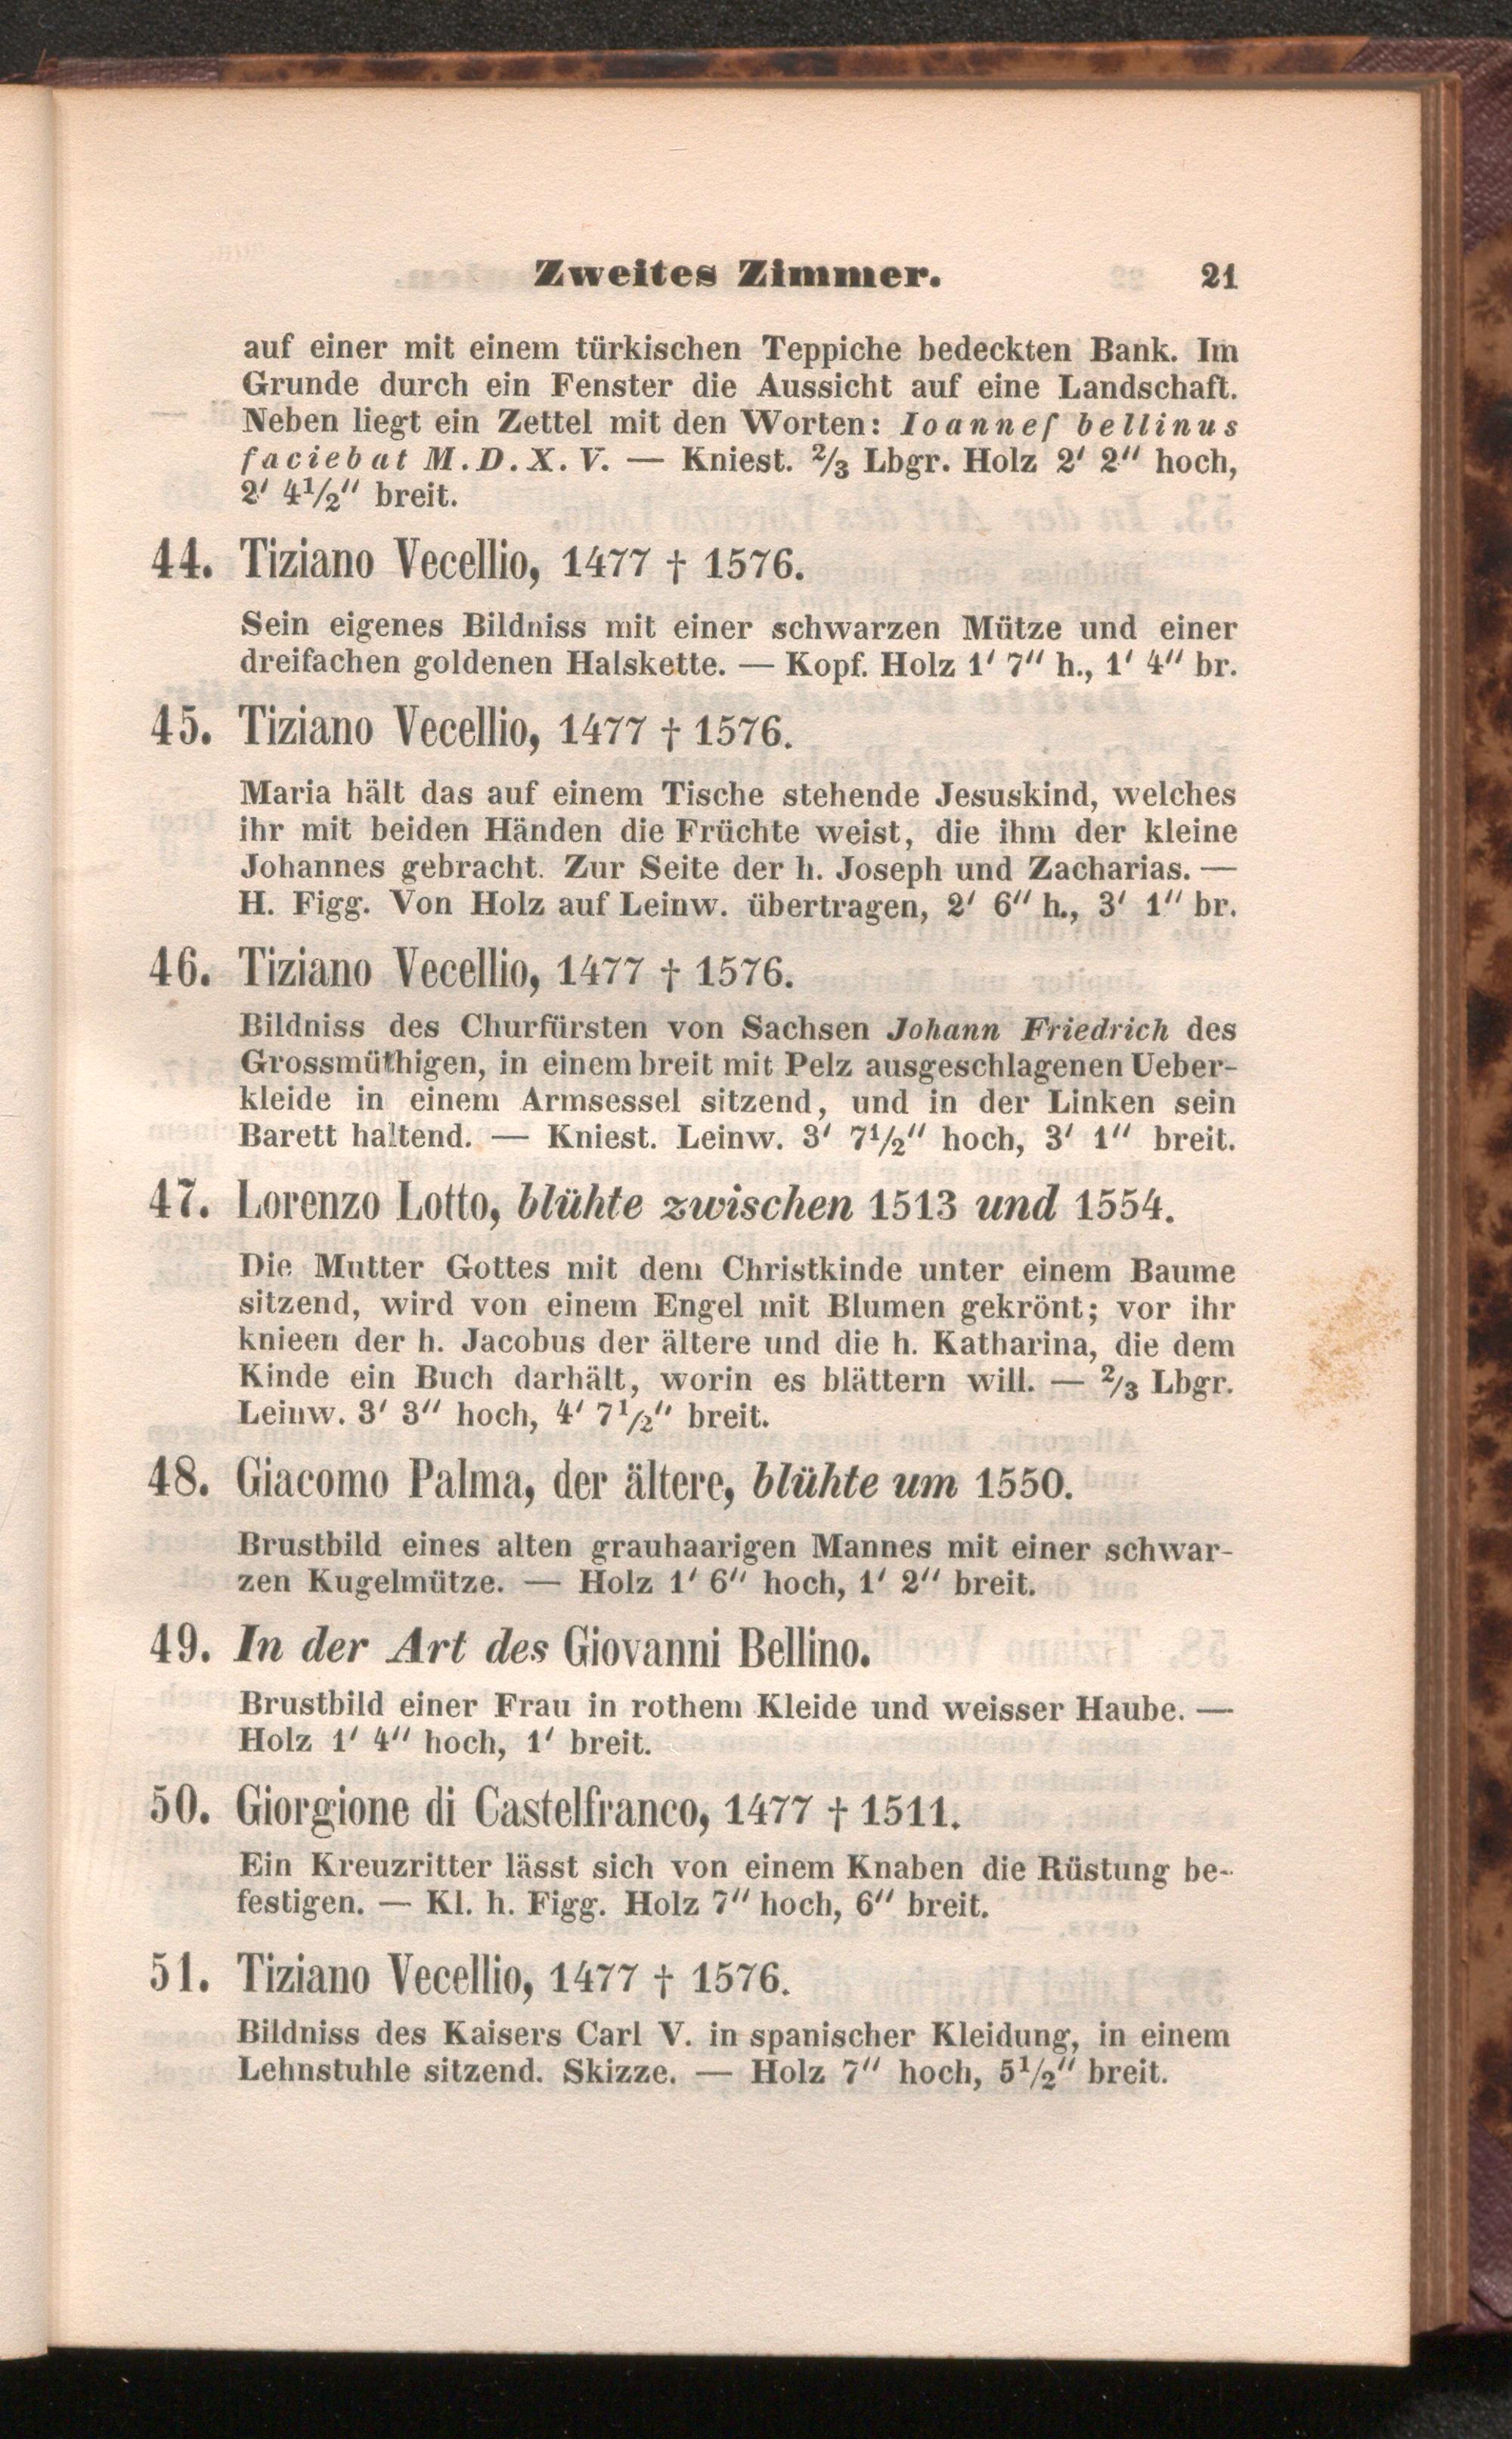 Zweites Zimmer. 21
auf einer mit einem türkischen Teppiche bedeckten Bank. Im
Grunde durch ein Fenster die Aussicht auf eine Landschaft.
Neben liegt ein Zettel mit den Worten: Ioanneſ bellinus
faciebat M.D.X.V. — Kniest. 2/3 Lbgr. Holz 2′ 2″ hoch,
2′ 4 1/2″ breit.
44. Tiziano Vecellio, 1477 † 1576.
Sein eigenes Bildniss mit einer schwarzen Mütze und einer
dreifachen goldenen Halskette. — Kopf. Holz 1′ 7″ h., 1′ 4″ br.
45. Tiziano Vecellio, 1477 † 1576.
Maria hält das auf einem Tische stehende Jesuskind, welches
ihr mit beiden Händen die Früchte weist, die ihm der kleine
Johannes gebracht. Zur Seite der h. Joseph und Zacharias. —
H. Figg. Von Holz auf Leinw. übertragen, 2′ 6″ h., 3′ 1″ br.
46. Tiziano Vecellio, 1477 † 1576.
Bildniss des Churfürsten von Sachsen Johann Friedrich des
Grossmüthigen, in einem breit mit Pelz ausgeschlagenen Ueber-
kleide in einem Armsessel sitzend, und in der Linken sein
Barett haltend. — Kniest. Leinw. 3′ 7 1/2″ hoch, 3′ 1″ breit.
47. Lorenzo Lotto, blühte zwischen 1513 und 1554.
Die Mutter Gottes mit dem Christkinde unter einem Baume
sitzend, wird von einem Engel mit Blumen gekrönt; vor ihr
knieen der h. Jacobus der ältere und die h. Katharina, die dem
Kinde ein Buch darhält, worin es blättern will. — 2/3 Lbgr.
Leinw. 3′ 3″ hoch, 4′ 7 1/2″ breit.
48. Giacomo Palma, der ältere, blühte um 1550.
Brustbild eines alten grauhaarigen Mannes mit einer schwar-
zen Kugelmütze. — Holz 1′ 6″ hoch, 1′ 2″ breit.
49. In der Art des Giovanni Bellino.
Brustbild einer Frau in rothem Kleide und weisser Haube. —
Holz 1′ 4″ hoch, 1′ breit.
50. Giorgione di Castelfranco, 1477 † 1511.
Ein Kreuzritter lässt sich von einem Knaben die Rüstung be-
festigen. — Kl. h. Figg. Holz 7″ hoch, 6″ breit.
51. Tiziano Vecellio, 1477 † 1576.
Bildniss des Kaisers Carl V. in spanischer Kleidung, in einem
Lehnstuhle sitzend. Skizze. — Holz 7″ hoch, 5 1/2″ breit.